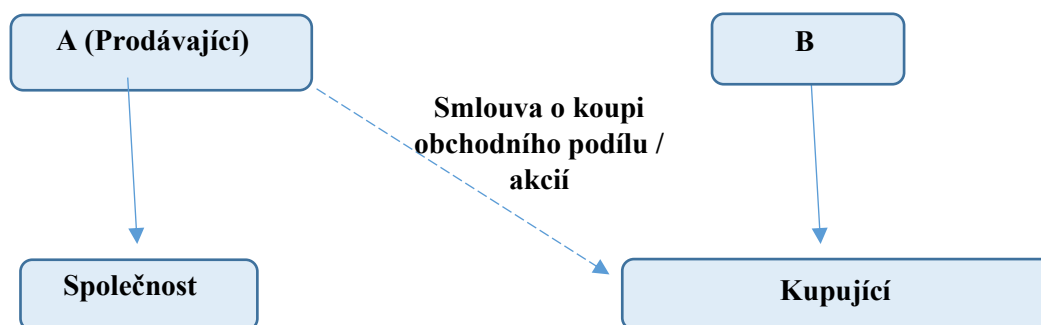 A (Prodávající)
B
Smlouva o koupi
obchodního podílu /
akcií
Společnost
Kupující